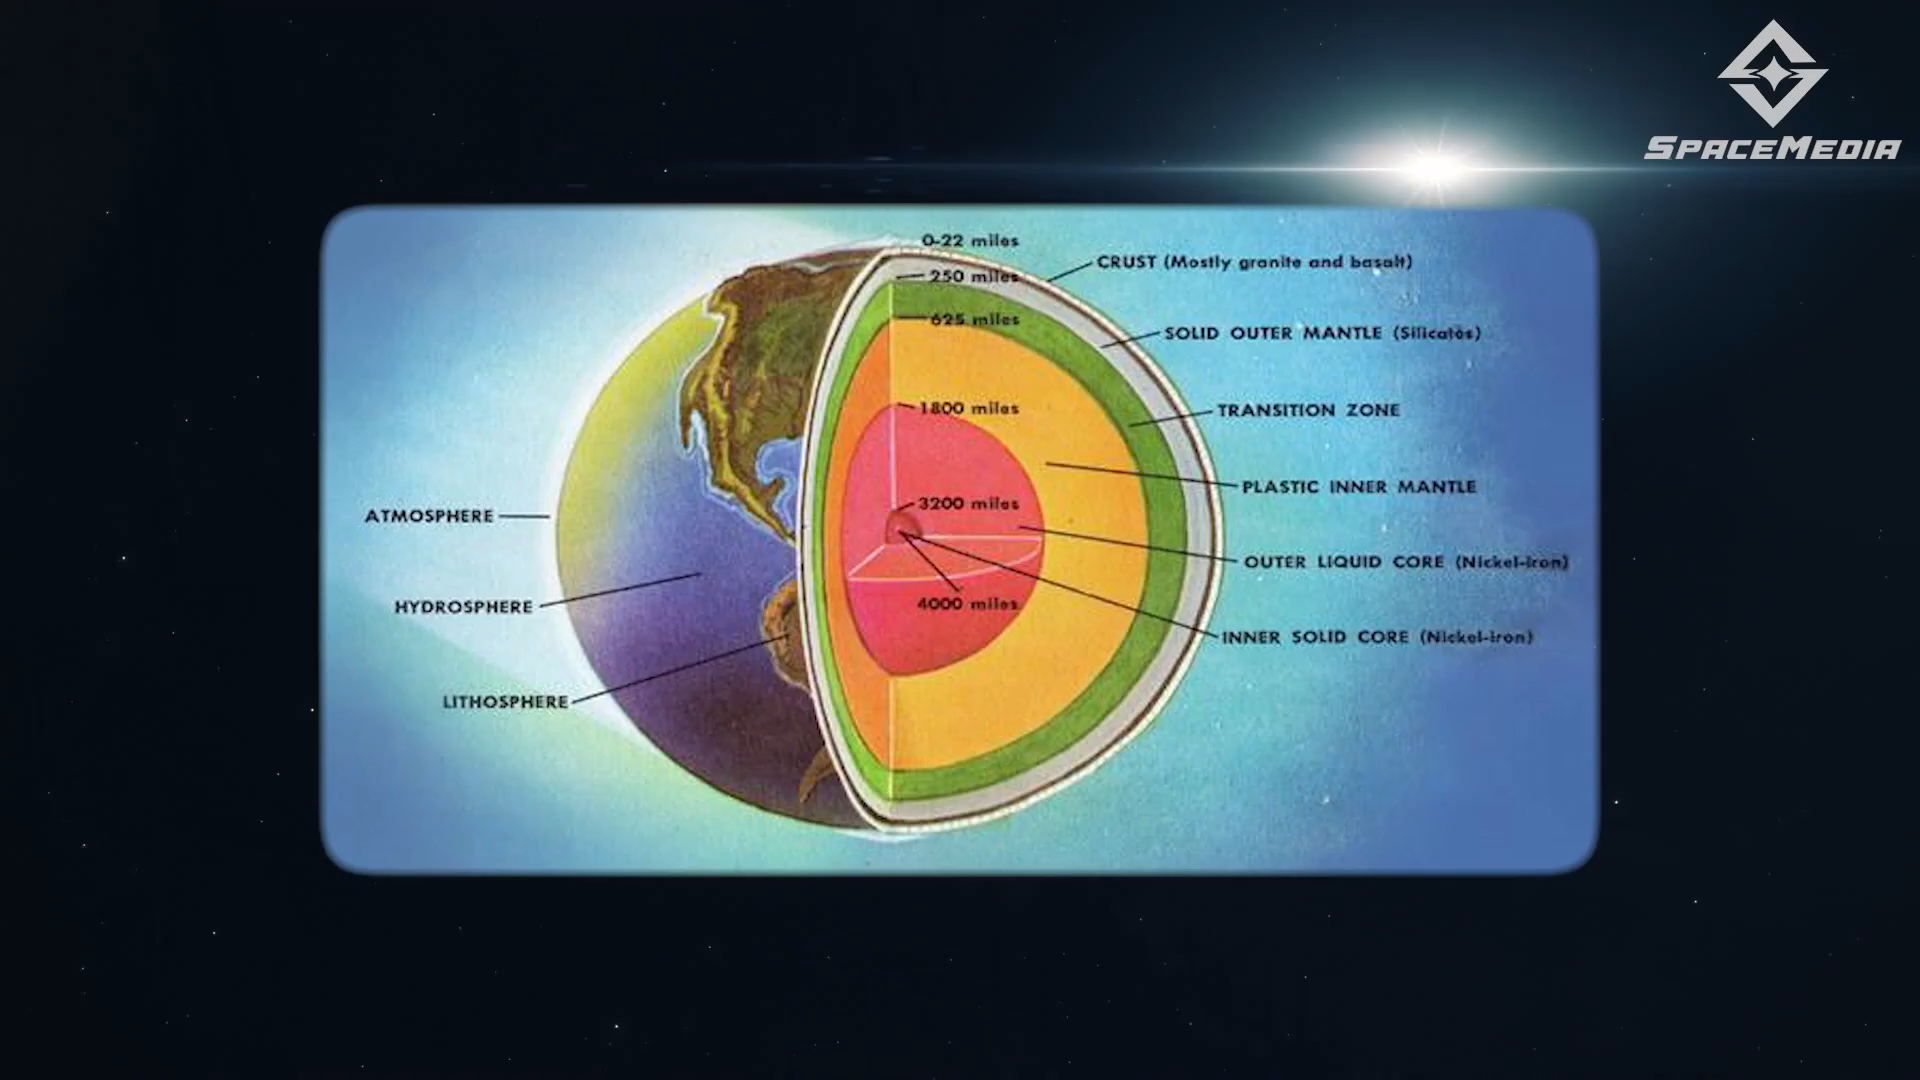 SPACEMEDIA
0-22 miles
CRUST (Mostly granite and basalt)
250 miles
625 miles
SOLID OUTER MANTLE (Silicates)
1800 miles
TRANSITION ZONE
PLASTIC INNER MANTLE
3200 miles
ATMOSPHERE
OUTER LIQUID CORE (Nickel-iron)
4000 miles
HYDROSPHERE
INNER SOLID CORE (Nickel-iron)
LITHOSPHERE